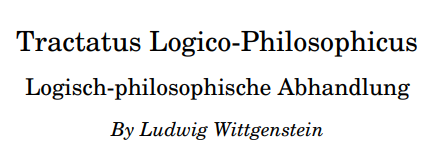 Tractatus Logico-Philosophicus
Logisch-philosophische Abhandlung
By Ludwig Wittgenstein